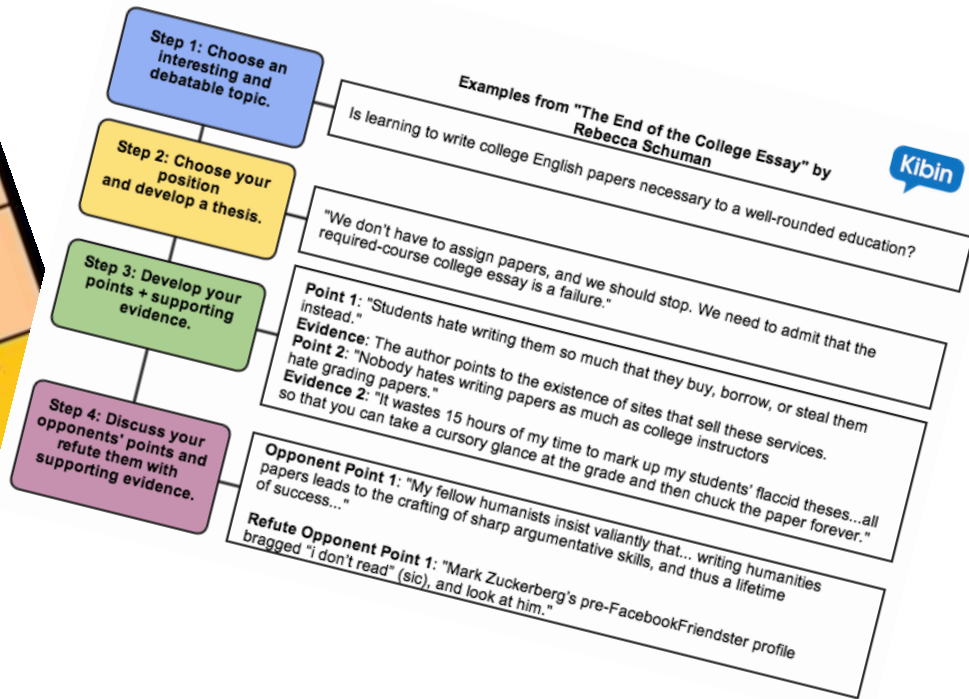 Examples from "The End of the College Essay" by
Rebecca Schuman
Kibin
Step 1: Choose an
interesting and
debatable topic.
Is learning to write college English papers necessary to a well-rounded education?
Step 2: Choose your
position
and develop a thesis.
"We don't have to assign papers, and we should stop. We need to admit that the
required-course college essay is a failure."
Step 3: Develop your
points + supporting
evidence.
Point 1: "Students hate writing them so much that they buy, borrow, or steal them
instead."
Evidence: The author points to the existence of sites that sell these services.
Point 2: "Nobody hates writing papers as much as college instructors
hate grading papers."
Evidence 2: "It wastes 15 hours of my time to mark up my students' flaccid theses...all
so that you can take a cursory glance at the grade and then chuck the paper forever."
Step 4: Discuss your
opponents' points and
refute them with
supporting evidence.
Opponent Point 1: "My fellow humanists insist valiantly that... writing humanities
papers leads to the crafting of sharp argumentative skills, and thus a lifetime
of success..."
Refute Opponent Point 1: "Mark Zuckerberg's pre-FacebookFriendster profile
bragged "i don't read" (sic), and look at him."